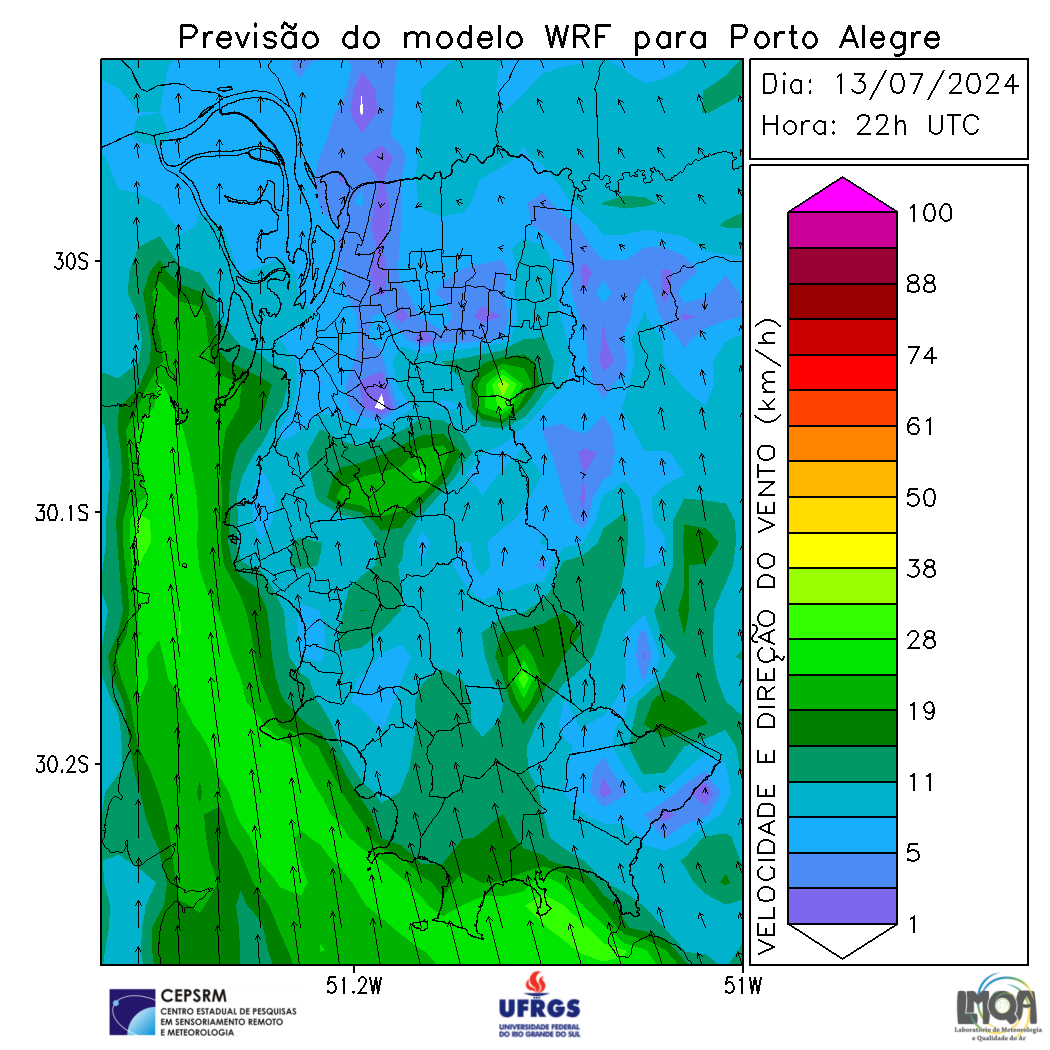 Previsão do modelo WRF para Porto Alegre
Dia: 13/07/2024
Hora: 22h UTC
30S
30.1S
30.2S
51.2W
51W
VELOCIDADE E DIREÇÃO DO VENTO (km/h)
100
88
74
61
50
38
28
19
11
5
1
CEPSRM
CENTRO ESTADUAL DE PESQUISAS
EM SENSORIAMENTO REMOTO
E METEOROLOGIA
UFRGS
UNIVERSIDADE FEDERAL
DO RIO GRANDE DO SUL
LMQA
Laboratório de Meteorologia
e Qualidade do Ar